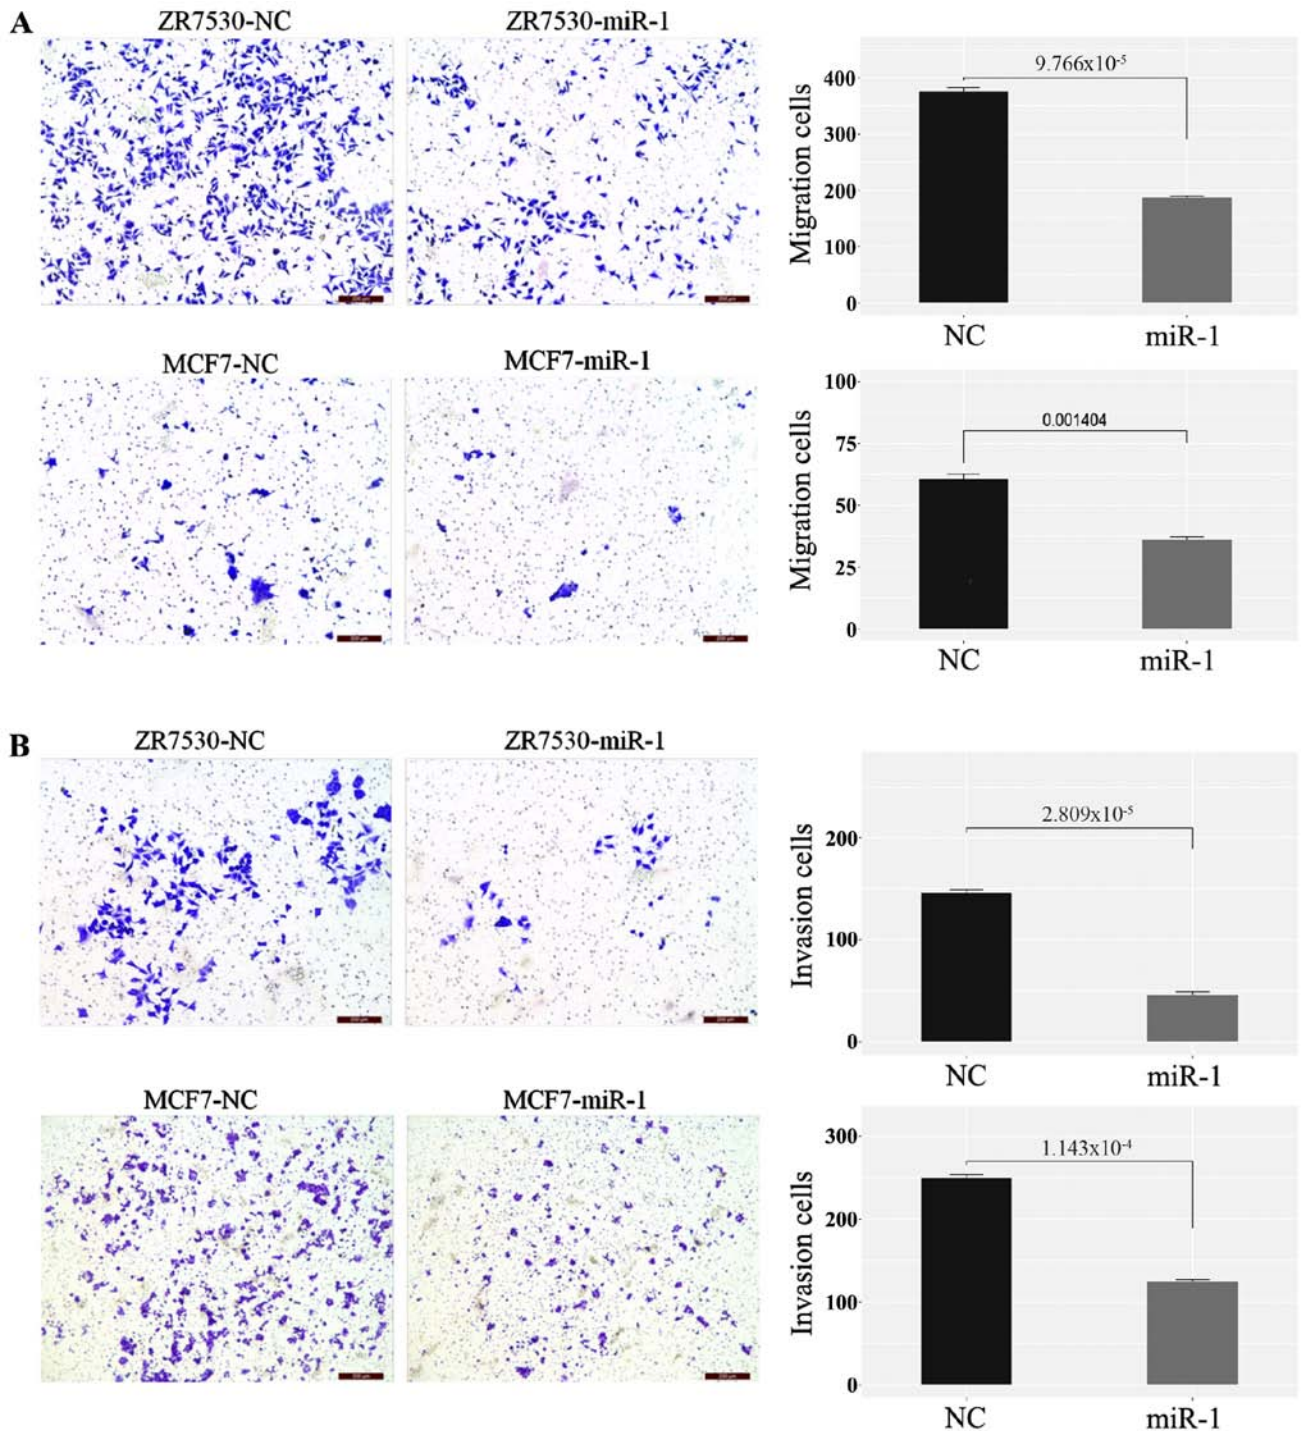 A
ZR7530-NC
ZR7530-miR-1
Migration cells
400
300
200
100
0
9.766x10⁻⁵
NC
miR-1
MCF7-NC
MCF7-miR-1
Migration cells
100
75
50
25
0
0.001404
NC
miR-1
B
ZR7530-NC
ZR7530-miR-1
Invasion cells
200
100
0
2.809x10⁻⁵
NC
miR-1
MCF7-NC
MCF7-miR-1
Invasion cells
300
200
100
0
1.143x10⁻⁴
NC
miR-1